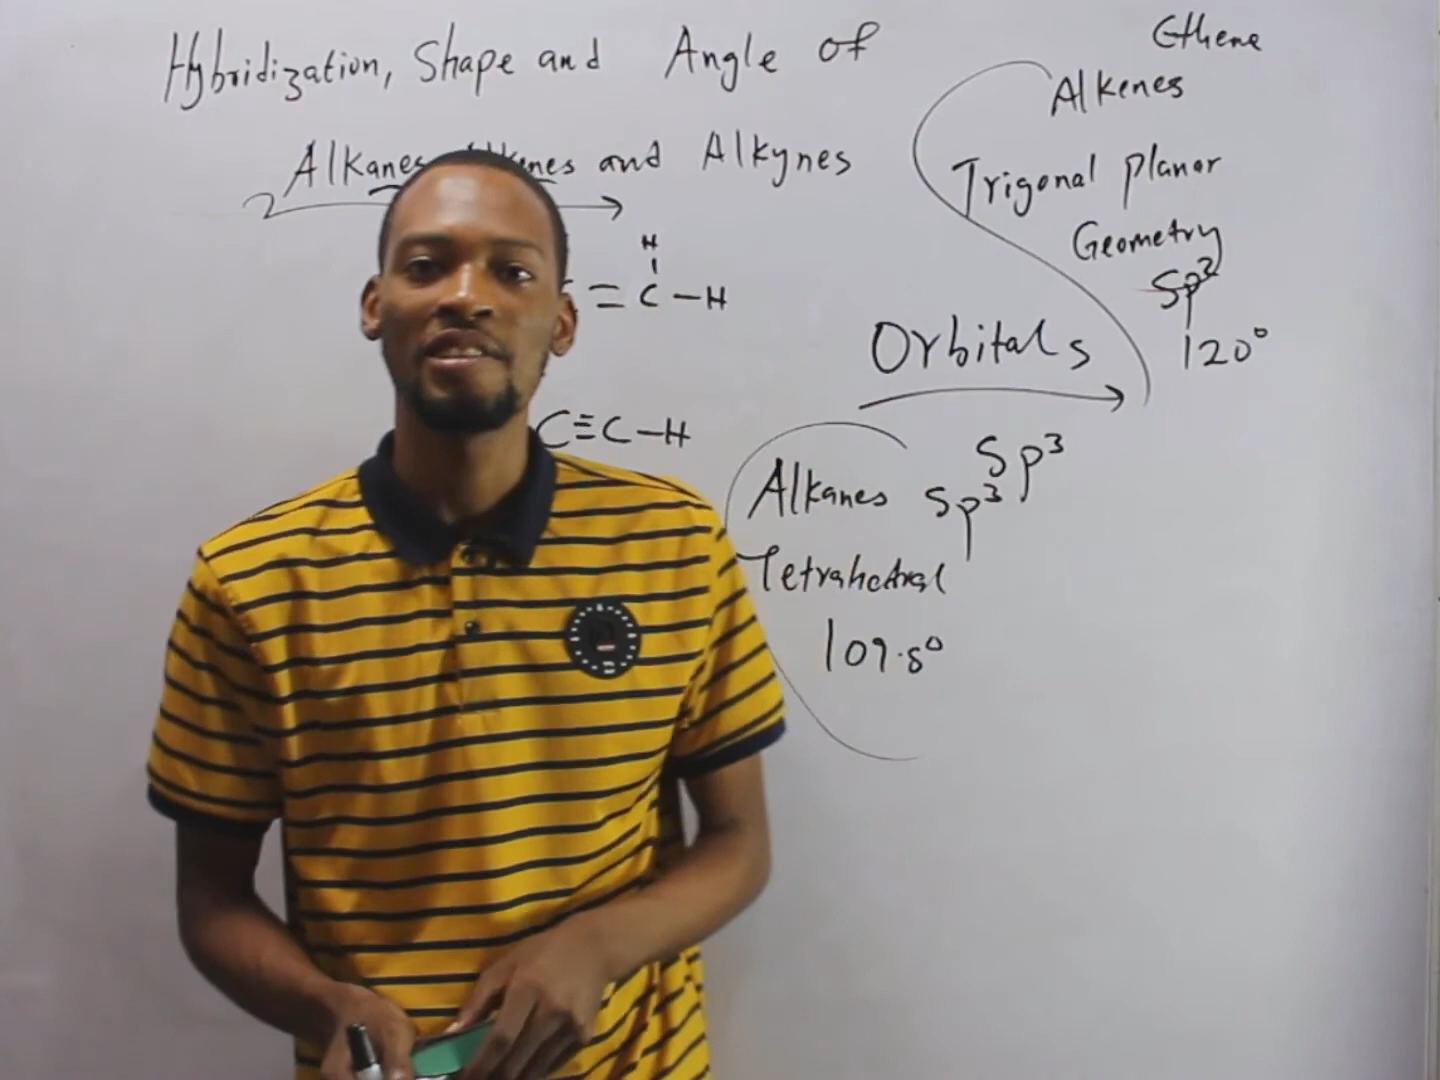 Hybridization, Shape and Angle of
Alkanes, Alkenes and Alkynes
H
= C – H
C≡C–H
Ethene
Alkenes
Trigonal planar
Geometry
Sp²
120°
Orbitals
Sp³
Alkanes Sp³
Tetrahedral
109.5°